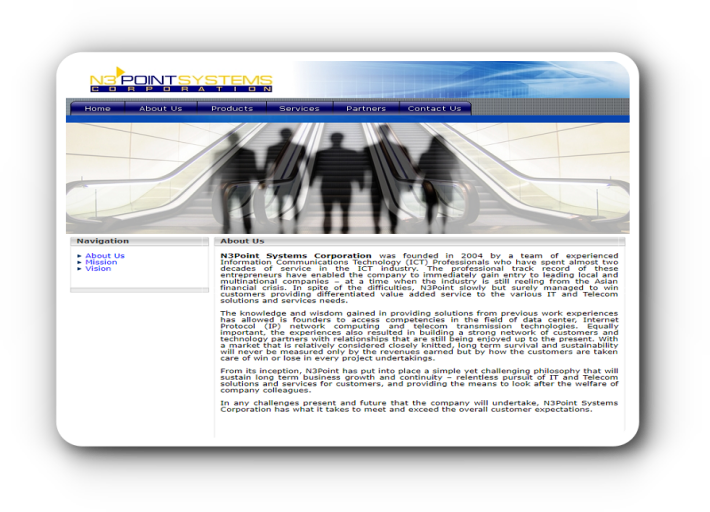 N3POINTSYSTEMS
CORPORATION
Home About Us Products Services Partners Contact Us
Navigation
About Us
Mission
Vision
About Us
N3Point Systems Corporation was founded in 2004 by a team of experienced
Information Communications Technology (ICT) Professionals who have spent almost two
decades of service in the ICT industry. The professional track record of these
entrepreneurs have enabled the company to immediately gain entry to leading local and
multinational companies – at a time when the industry is still reeling from the Asian
financial crisis. In spite of the difficulties, N3Point slowly but surely managed to win
customers providing differentiated value added service to the various IT and Telecom
solutions and services needs.
The knowledge and wisdom gained in providing solutions from previous work experiences
has allowed is founders to access competencies in the field of data center, Internet
Protocol (IP) network computing and telecom transmission technologies. Equally
important, the experiences also resulted in building a strong network of customers and
technology partners with relationships that are still being enjoyed up to the present. With
a market that is relatively considered closely knitted, long term survival and sustainability
will never be measured only by the revenues earned but by how the customers are taken
care of win or lose in every project undertakings.
From its inception, N3Point has put into place a simple yet challenging philosophy that will
sustain long term business growth and continuity – relentless pursuit of IT and Telecom
solutions and services for customers, and providing the means to look after the welfare of
company colleagues.
In any challenges present and future that the company will undertake, N3Point Systems
Corporation has what it takes to meet and exceed the overall customer expectations.